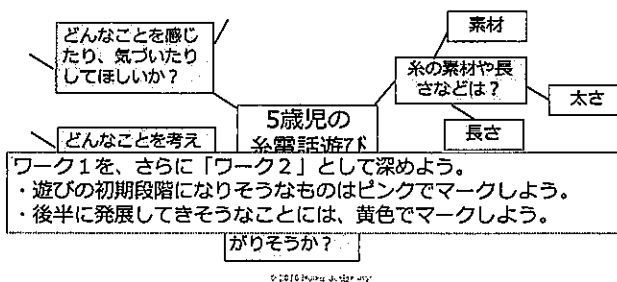 どんなことを感じ
たり、気づいたり
してほしいか？
素材
糸の素材や長
さなどは？
太さ
長さ
5歳児の
糸電話遊び
どんなことを考え
ワーク１を、さらに「ワーク２」として深めよう。
・遊びの初期段階になりそうなものはピンクでマークしよう。
・後半に発展してきそうなことには、黄色でマークしよう。
がりそうか？